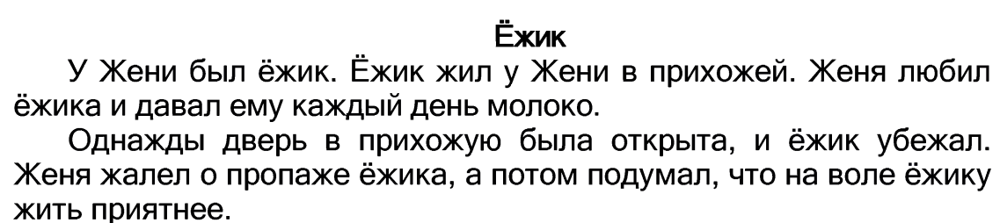 Ёжик
У Жени был ёжик. Ёжик жил у Жени в прихожей. Женя любил
ёжика и давал ему каждый день молоко.
Однажды дверь в прихожую была открыта, и ёжик убежал.
Женя жалел о пропаже ёжика, а потом подумал, что на воле ёжику
жить приятнее.